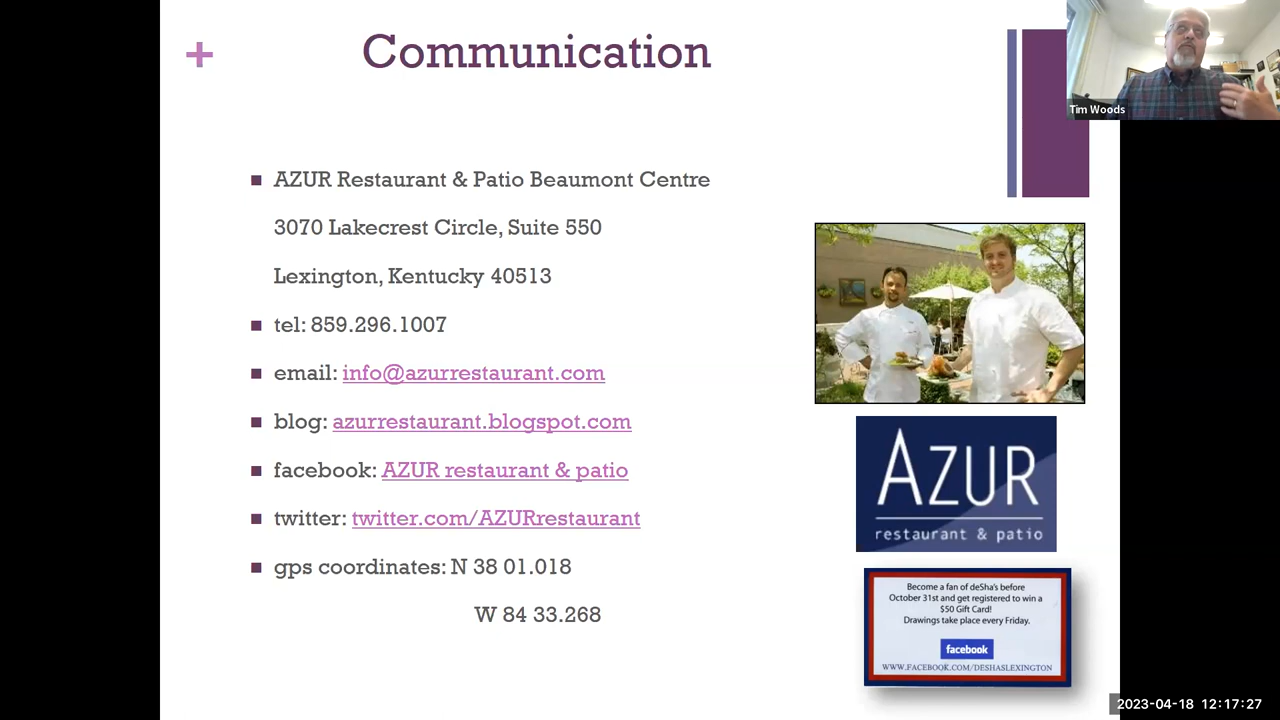 + Communication
Tim Woods
AZUR Restaurant & Patio Beaumont Centre
3070 Lakecrest Circle, Suite 550
Lexington, Kentucky 40513
tel: 859.296.1007
email: info@azurrestaurant.com
blog: azurrestaurant.blogspot.com
facebook: AZUR restaurant & patio
twitter: twitter.com/AZURrestaurant
gps coordinates: N 38 01.018
W 84 33.268
AZUR
restaurant & patio
Become a fan of deSha's before
October 31st and get registered to win a
$50 Gift Card!
Drawings take place every Friday.
facebook
WWW.FACEBOOK.COM/DESHASLEXINGTON
2023-04-18 12:17:27